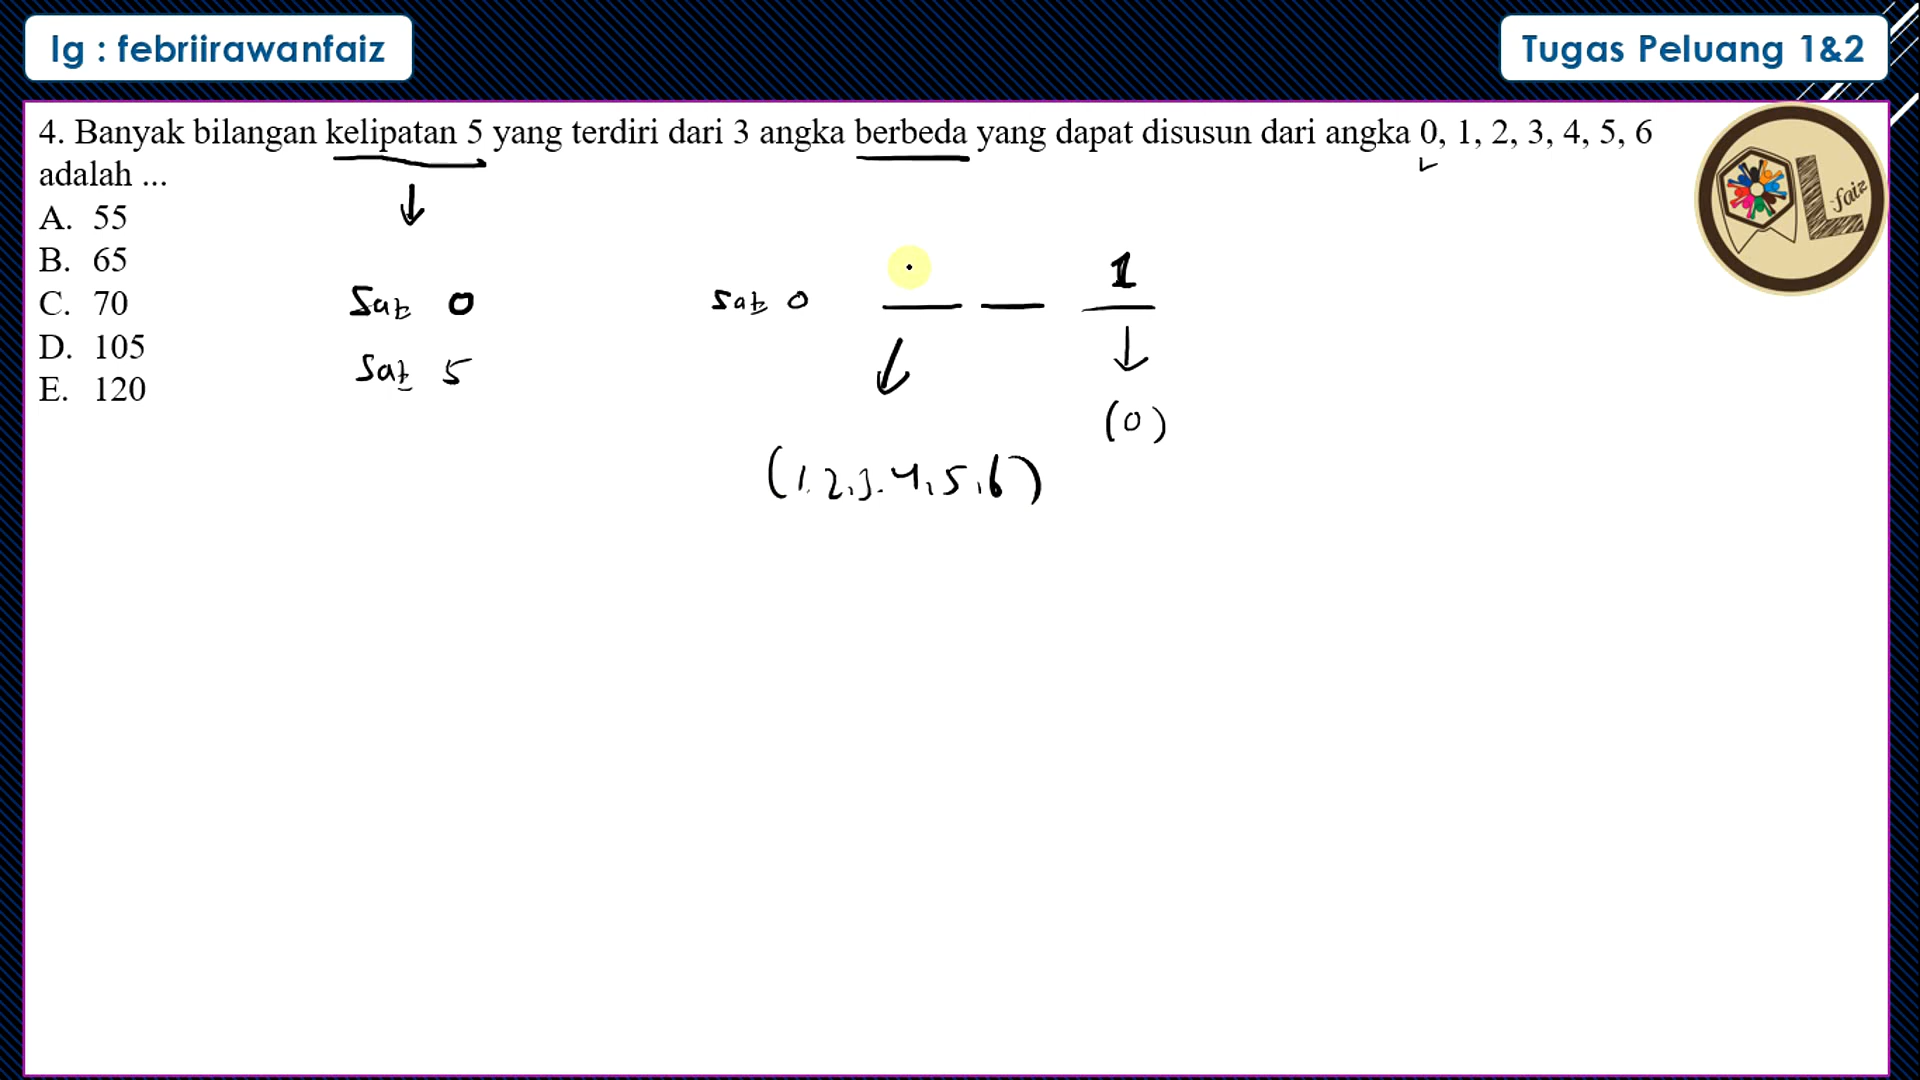 Ig : febriirawanfaiz
Tugas Peluang 1&2
4. Banyak bilangan kelipatan 5 yang terdiri dari 3 angka berbeda yang dapat disusun dari angka 0, 1, 2, 3, 4, 5, 6
adalah ...
A. 55
B. 65
C. 70
D. 105
E. 120
Sat 0
Sat 5
Sat 0
1
(0)
(1.2,3.4,5,6)
L faiz